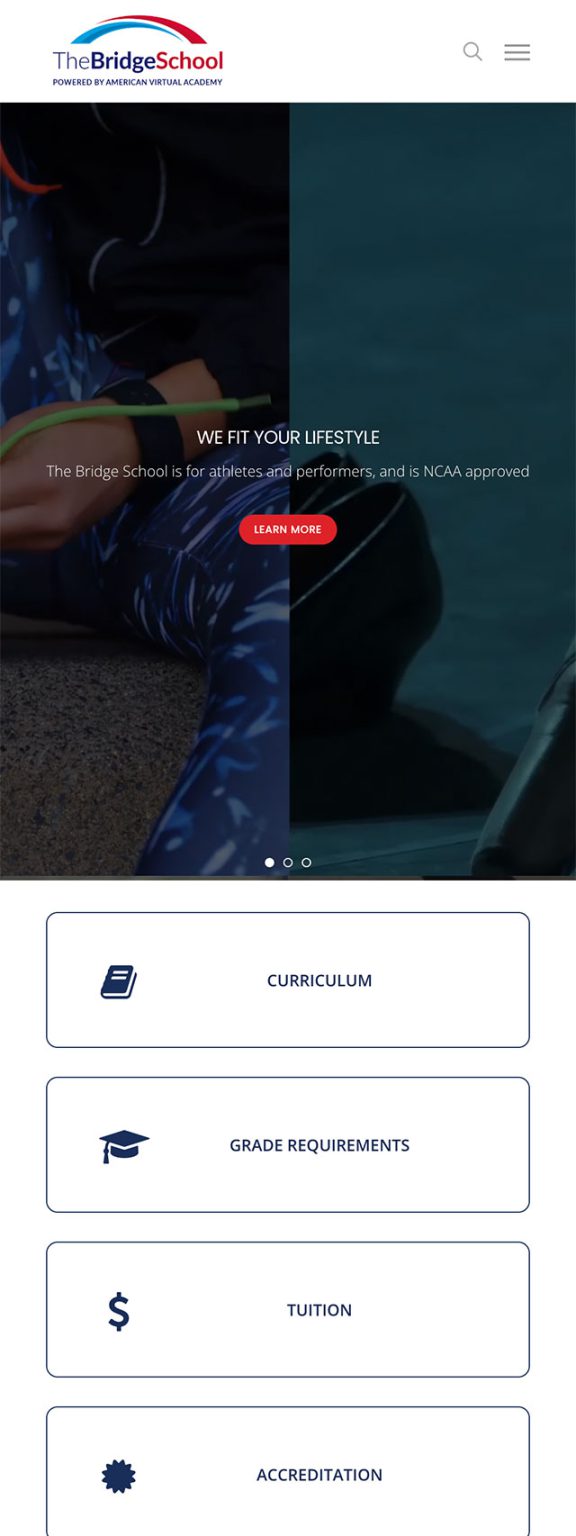 TheBridgeSchool
POWERED BY AMERICAN VIRTUAL ACADEMY
WE FIT YOUR LIFESTYLE
The Bridge School is for athletes and performers, and is NCAA approved
LEARN MORE
CURRICULUM
GRADE REQUIREMENTS
$
TUITION
ACCREDITATION